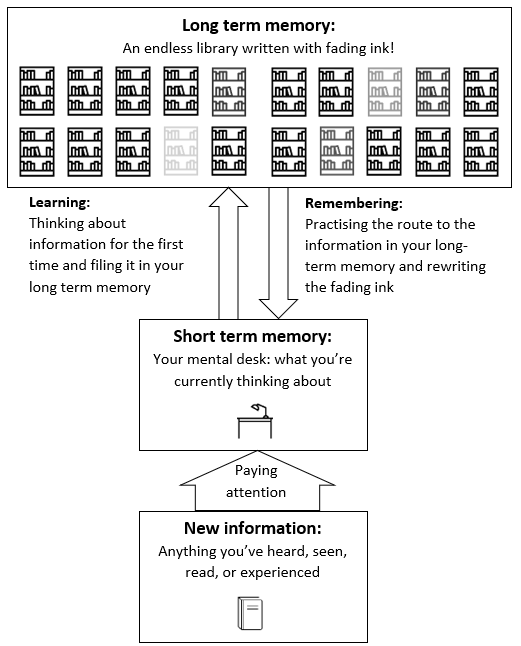 Long term memory:
An endless library written with fading ink!
Learning:
Thinking about
information for the first
time and filing it in your
long term memory
Remembering:
Practising the route to the
information in your long-
term memory and rewriting
the fading ink
Short term memory:
Your mental desk: what you’re
currently thinking about
Paying
attention
New information:
Anything you’ve heard, seen,
read, or experienced